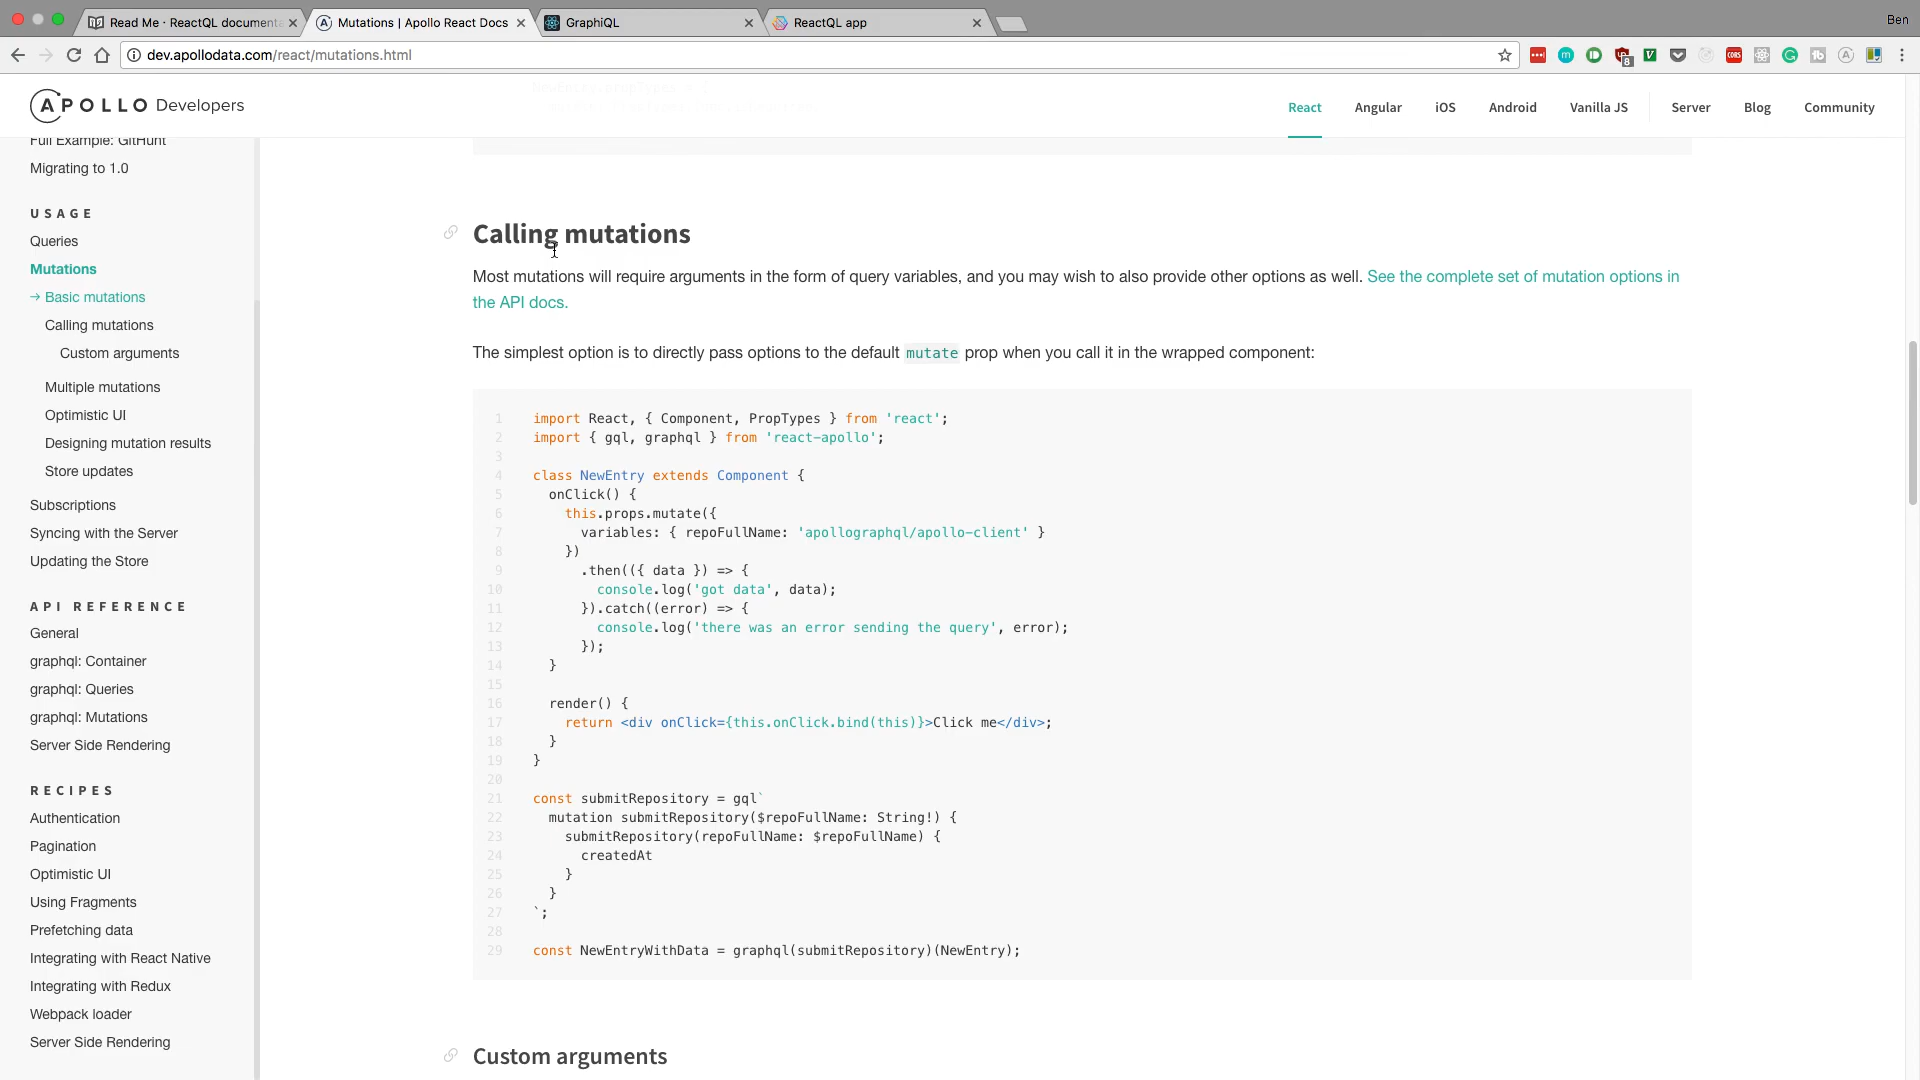 Read Me · ReactQL documenta
Mutations | Apollo React Docs
GraphiQL
ReactQL app
Ben
dev.apollodata.com/react/mutations.html
APOLLO Developers
React
Angular
iOS
Android
Vanilla JS
Server
Blog
Community
Full Example: GitHunt
Migrating to 1.0
USAGE
Queries
Mutations
→ Basic mutations
Calling mutations
Custom arguments
Multiple mutations
Optimistic UI
Designing mutation results
Store updates
Subscriptions
Syncing with the Server
Updating the Store
API REFERENCE
General
graphql: Container
graphql: Queries
graphql: Mutations
Server Side Rendering
RECIPES
Authentication
Pagination
Optimistic UI
Using Fragments
Prefetching data
Integrating with React Native
Integrating with Redux
Webpack loader
Server Side Rendering
Calling mutations
Most mutations will require arguments in the form of query variables, and you may wish to also provide other options as well. See the complete set of mutation options in
the API docs.
The simplest option is to directly pass options to the default mutate prop when you call it in the wrapped component:
1 import React, { Component, PropTypes } from 'react';
2 import { gql, graphql } from 'react-apollo';
3
4 class NewEntry extends Component {
5 onClick() {
6 this.props.mutate({
7 variables: { repoFullName: 'apollographql/apollo-client' }
8 })
9 .then(({ data }) => {
10 console.log('got data', data);
11 }).catch((error) => {
12 console.log('there was an error sending the query', error);
13 });
14 }
15
16 render() {
17 return <div onClick={this.onClick.bind(this)}>Click me</div>;
18 }
19 }
20
21 const submitRepository = gql`
22 mutation submitRepository($repoFullName: String!) {
23 submitRepository(repoFullName: $repoFullName) {
24 createdAt
25 }
26 }
27 `;
28
29 const NewEntryWithData = graphql(submitRepository)(NewEntry);
Custom arguments